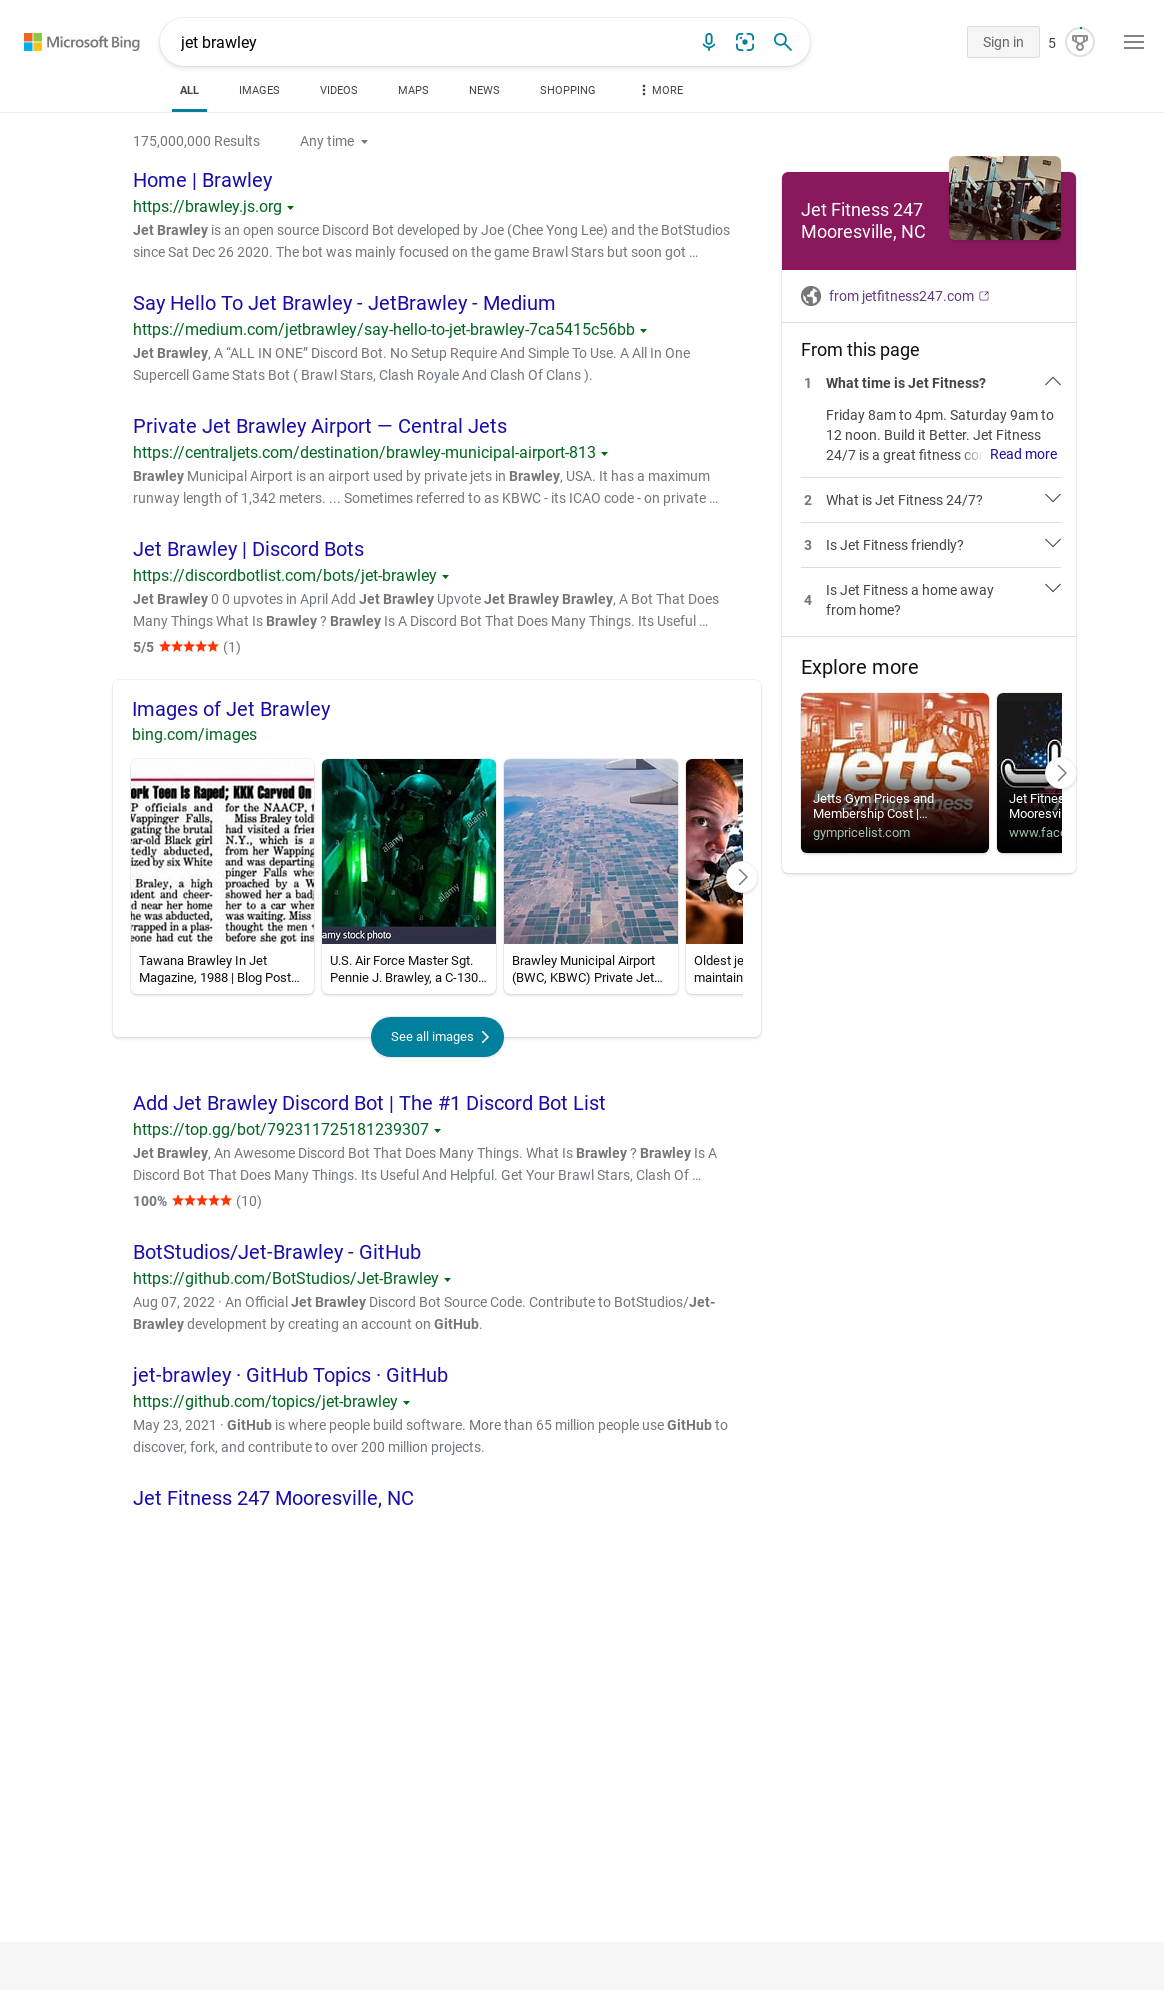 Microsoft Bing
jet brawley
Sign in
5
ALL
IMAGES
VIDEOS
MAPS
NEWS
SHOPPING
MORE
175,000,000 Results
Any time
Home | Brawley
https://brawley.js.org
Jet Brawley is an open source Discord Bot developed by Joe (Chee Yong Lee) and the BotStudios
since Sat Dec 26 2020. The bot was mainly focused on the game Brawl Stars but soon got …
Say Hello To Jet Brawley - JetBrawley - Medium
https://medium.com/jetbrawley/say-hello-to-jet-brawley-7ca5415c56bb
Jet Brawley, A “ALL IN ONE” Discord Bot. No Setup Require And Simple To Use. A All In One
Supercell Game Stats Bot ( Brawl Stars, Clash Royale And Clash Of Clans ).
Private Jet Brawley Airport — Central Jets
https://centraljets.com/destination/brawley-municipal-airport-813
Brawley Municipal Airport is an airport used by private jets in Brawley, USA. It has a maximum
runway length of 1,342 meters. ... Sometimes referred to as KBWC - its ICAO code - on private …
Jet Brawley | Discord Bots
https://discordbotlist.com/bots/jet-brawley
Jet Brawley 0 0 upvotes in April Add Jet Brawley Upvote Jet Brawley Brawley, A Bot That Does
Many Things What Is Brawley ? Brawley Is A Discord Bot That Does Many Things. Its Useful …
5/5
(1)
Images of Jet Brawley
bing.com/images
ork Teen Is Raped; KKK Carved On
P officials and
Vappinger Falls,
gating the brutal
ear-old Black girl
tedly abducted,
ized by six White
Braley, a high
dent and cheer-
d near her home
he was abducted,
vrapped in a plas-
eone had cut the
for the NAACP, t
Miss Braley told
had visited a frien
N.Y., which is a
from her Wapping
and was departing
pinger Falls whe
proached by a W
showed her a badg
her to a car when
was waiting. Miss
thought the men
before she got ins
a
alamy
alamy
alamy
amy stock photo
Tawana Brawley In Jet
Magazine, 1988 | Blog Post…
U.S. Air Force Master Sgt.
Pennie J. Brawley, a C-130…
Brawley Municipal Airport
(BWC, KBWC) Private Jet…
Oldest je
maintain
See all images
Add Jet Brawley Discord Bot | The #1 Discord Bot List
https://top.gg/bot/792311725181239307
Jet Brawley, An Awesome Discord Bot That Does Many Things. What Is Brawley ? Brawley Is A
Discord Bot That Does Many Things. Its Useful And Helpful. Get Your Brawl Stars, Clash Of …
100%
(10)
BotStudios/Jet-Brawley - GitHub
https://github.com/BotStudios/Jet-Brawley
Aug 07, 2022 · An Official Jet Brawley Discord Bot Source Code. Contribute to BotStudios/Jet-
Brawley development by creating an account on GitHub.
jet-brawley · GitHub Topics · GitHub
https://github.com/topics/jet-brawley
May 23, 2021 · GitHub is where people build software. More than 65 million people use GitHub to
discover, fork, and contribute to over 200 million projects.
Jet Fitness 247 Mooresville, NC
Jet Fitness 247
Mooresville, NC
from jetfitness247.com
From this page
1 What time is Jet Fitness?
Friday 8am to 4pm. Saturday 9am to
12 noon. Build it Better. Jet Fitness
24/7 is a great fitness co Read more
2 What is Jet Fitness 24/7?
3 Is Jet Fitness friendly?
4 Is Jet Fitness a home away
from home?
Explore more
jetts
fitness
Jetts Gym Prices and
Membership Cost |…
gympricelist.com
Jet Fitnes
Mooresvi
www.face